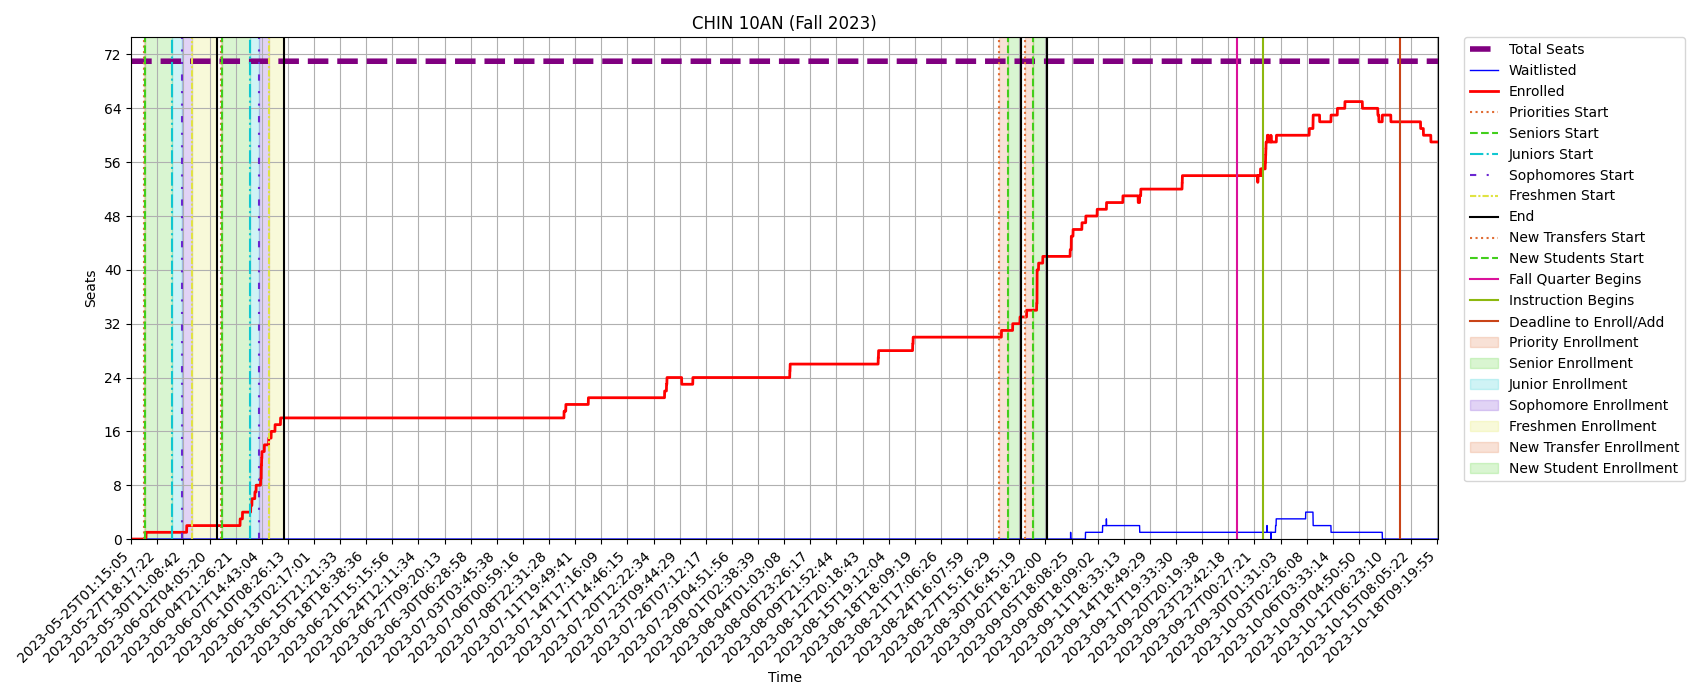 CHIN 10AN (Fall 2023)
72
64
56
48
40
32
24
16
8
0
Seats
2023-05-25T01:15:05
2023-05-27T18:17:22
2023-05-30T11:08:42
2023-06-02T04:05:20
2023-06-04T21:26:21
2023-06-07T14:43:04
2023-06-10T08:26:13
2023-06-13T02:17:01
2023-06-15T21:21:33
2023-06-18T18:38:36
2023-06-21T15:15:56
2023-06-24T12:11:34
2023-06-27T09:20:13
2023-06-30T06:28:58
2023-07-03T03:45:38
2023-07-06T00:59:16
2023-07-08T22:31:28
2023-07-11T19:49:41
2023-07-14T17:16:09
2023-07-17T14:46:15
2023-07-20T12:22:34
2023-07-23T09:44:29
2023-07-26T07:12:17
2023-07-29T04:51:56
2023-08-01T02:38:39
2023-08-04T01:03:08
2023-08-06T23:26:17
2023-08-09T21:52:44
2023-08-12T20:18:43
2023-08-15T19:12:04
2023-08-18T18:09:19
2023-08-21T17:06:26
2023-08-24T16:07:59
2023-08-27T15:16:29
2023-08-30T16:45:19
2023-09-02T18:22:00
2023-09-05T18:08:25
2023-09-08T18:09:02
2023-09-11T18:33:13
2023-09-14T18:49:29
2023-09-17T19:33:30
2023-09-20T20:19:38
2023-09-23T23:42:18
2023-09-27T00:27:21
2023-09-30T01:31:03
2023-10-03T02:26:08
2023-10-06T03:33:14
2023-10-09T04:50:50
2023-10-12T06:23:10
2023-10-15T08:05:22
2023-10-18T09:19:55
Time
Total Seats
Waitlisted
Enrolled
Priorities Start
Seniors Start
Juniors Start
Sophomores Start
Freshmen Start
End
New Transfers Start
New Students Start
Fall Quarter Begins
Instruction Begins
Deadline to Enroll/Add
Priority Enrollment
Senior Enrollment
Junior Enrollment
Sophomore Enrollment
Freshmen Enrollment
New Transfer Enrollment
New Student Enrollment